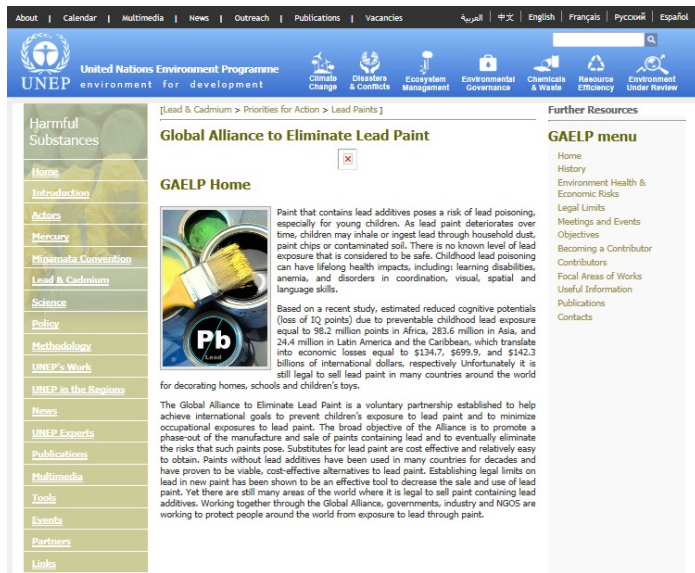 About | Calendar | Multimedia | News | Outreach | Publications | Vacancies
العربية | 中文 | English | Français | Русский | Español
UNEP
United Nations Environment Programme
environment for development
Climate Change
Disasters & Conflicts
Ecosystem Management
Environmental Governance
Chemicals & Waste
Resource Efficiency
Environment Under Review
Harmful
Substances
Home
Introduction
Actors
Mercury
Minamata Convention
Lead & Cadmium
Science
Policy
Methodology
UNEP's Work
UNEP in the Regions
News
UNEP Experts
Publications
Multimedia
Tools
Events
Partners
Links
[Lead & Cadmium > Priorities for Action > Lead Paints ]
Global Alliance to Eliminate Lead Paint
GAELP Home
Pb
Lead
Paint that contains lead additives poses a risk of lead poisoning,
especially for young children. As lead paint deteriorates over
time, children may inhale or ingest lead through household dust,
paint chips or contaminated soil. There is no known level of lead
exposure that is considered to be safe. Childhood lead poisoning
can have lifelong health impacts, including: learning disabilities,
anemia, and disorders in coordination, visual, spatial and
language skills.
Based on a recent study, estimated reduced cognitive potentials
(loss of IQ points) due to preventable childhood lead exposure
equal to 98.2 million points in Africa, 283.6 million in Asia, and
24.4 million in Latin America and the Caribbean, which translate
into economic losses equal to $134.7, $699.9, and $142.3
billions of international dollars, respectively Unfortunately it is
still legal to sell lead paint in many countries around the world
for decorating homes, schools and children's toys.
The Global Alliance to Eliminate Lead Paint is a voluntary partnership established to help
achieve international goals to prevent children's exposure to lead paint and to minimize
occupational exposures to lead paint. The broad objective of the Alliance is to promote a
phase-out of the manufacture and sale of paints containing lead and to eventually eliminate
the risks that such paints pose. Substitutes for lead paint are cost effective and relatively easy
to obtain. Paints without lead additives have been used in many countries for decades and
have proven to be viable, cost-effective alternatives to lead paint. Establishing legal limits on
lead in new paint has been shown to be an effective tool to decrease the sale and use of lead
paint. Yet there are still many areas of the world where it is legal to sell paint containing lead
additives. Working together through the Global Alliance, governments, industry and NGOS are
working to protect people around the world from exposure to lead through paint.
Further Resources
GAELP menu
Home
History
Environment Health &
Economic Risks
Legal Limits
Meetings and Events
Objectives
Becoming a Contributor
Contributors
Focal Areas of Works
Useful Information
Publications
Contacts